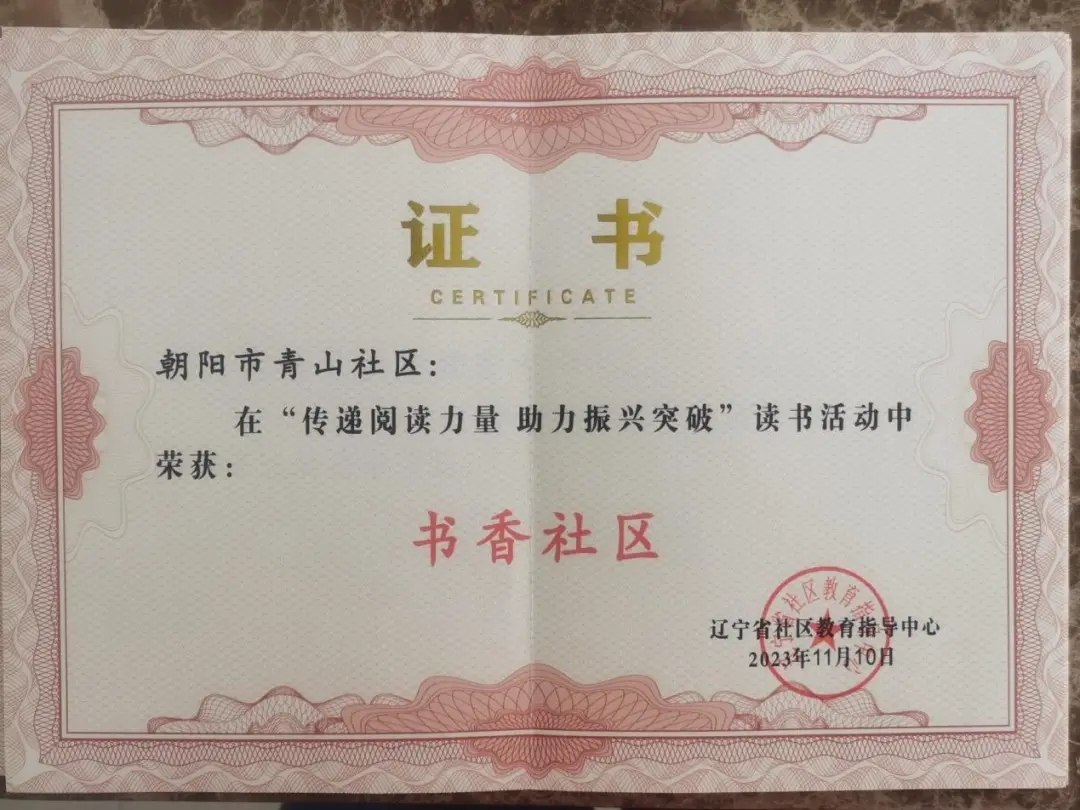 证 书
CERTIFICATE
朝阳市青山社区：
在“传递阅读力量 助力振兴突破”读书活动中
荣获：
书香社区
辽宁省社区教育指导中心
2023年11月10日